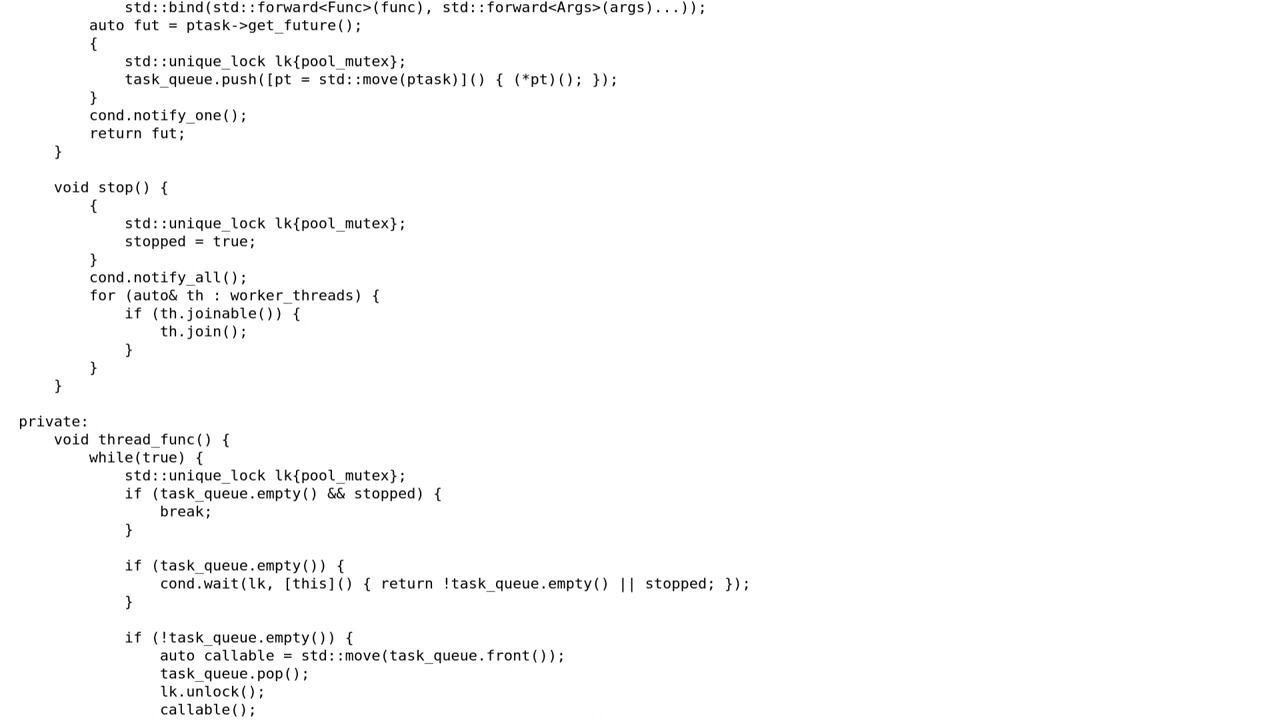 std::bind(std::forward<Func>(func), std::forward<Args>(args)...));
auto fut = ptask->get_future();
{
std::unique_lock lk{pool_mutex};
task_queue.push([pt = std::move(ptask)]() { (*pt)(); });
}
cond.notify_one();
return fut;
}
void stop() {
{
std::unique_lock lk{pool_mutex};
stopped = true;
}
cond.notify_all();
for (auto& th : worker_threads) {
if (th.joinable()) {
th.join();
}
}
}
private:
void thread_func() {
while(true) {
std::unique_lock lk{pool_mutex};
if (task_queue.empty() && stopped) {
break;
}
if (task_queue.empty()) {
cond.wait(lk, [this]() { return !task_queue.empty() || stopped; });
}
if (!task_queue.empty()) {
auto callable = std::move(task_queue.front());
task_queue.pop();
lk.unlock();
callable();